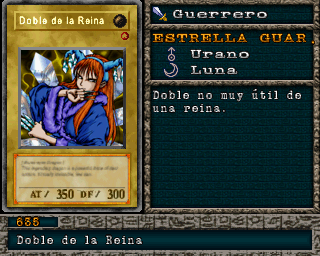 Doble de la Reina
AT/ 350 DF/ 300
Guerrero
ESTRELLA GUAR.
Urano
Luna
Doble no muy útil de
una reina.
635
Doble de la Reina